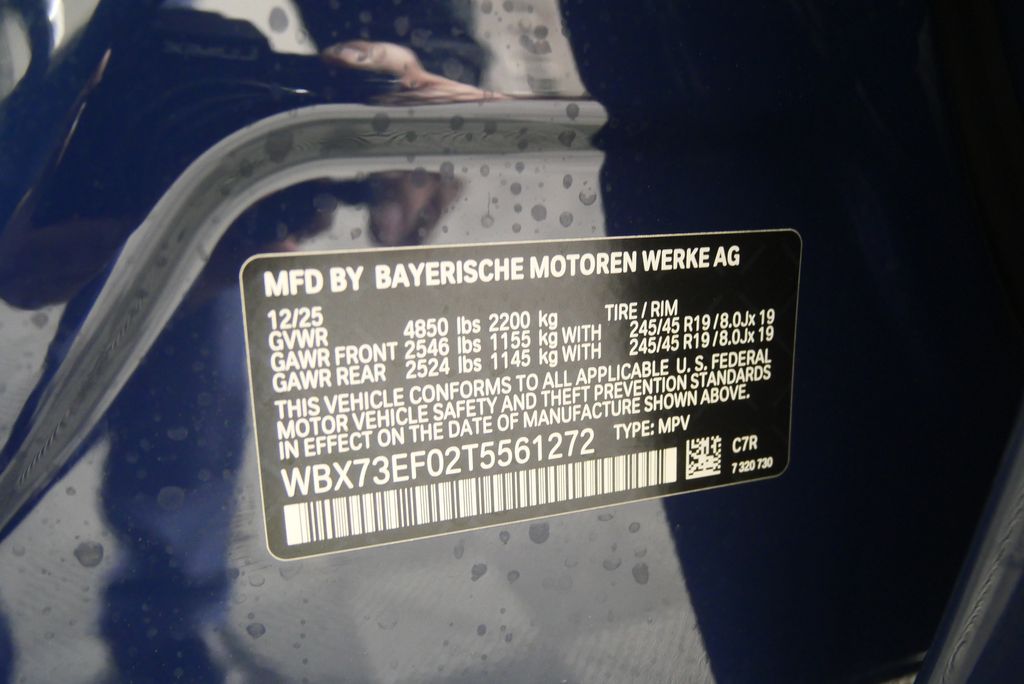 MFD BY BAYERISCHE MOTOREN WERKE AG
12/25 TIRE / RIM
GVWR 4850 lbs 2200 kg
GAWR FRONT 2546 lbs 1155 kg WITH 245/45 R19 / 8.0Jx 19
GAWR REAR 2524 lbs 1145 kg WITH 245/45 R19 / 8.0Jx 19
THIS VEHICLE CONFORMS TO ALL APPLICABLE U. S. FEDERAL
MOTOR VEHICLE SAFETY AND THEFT PREVENTION STANDARDS
IN EFFECT ON THE DATE OF MANUFACTURE SHOWN ABOVE.
WBX73EF02T5561272 TYPE: MPV
C7R
7 320 730